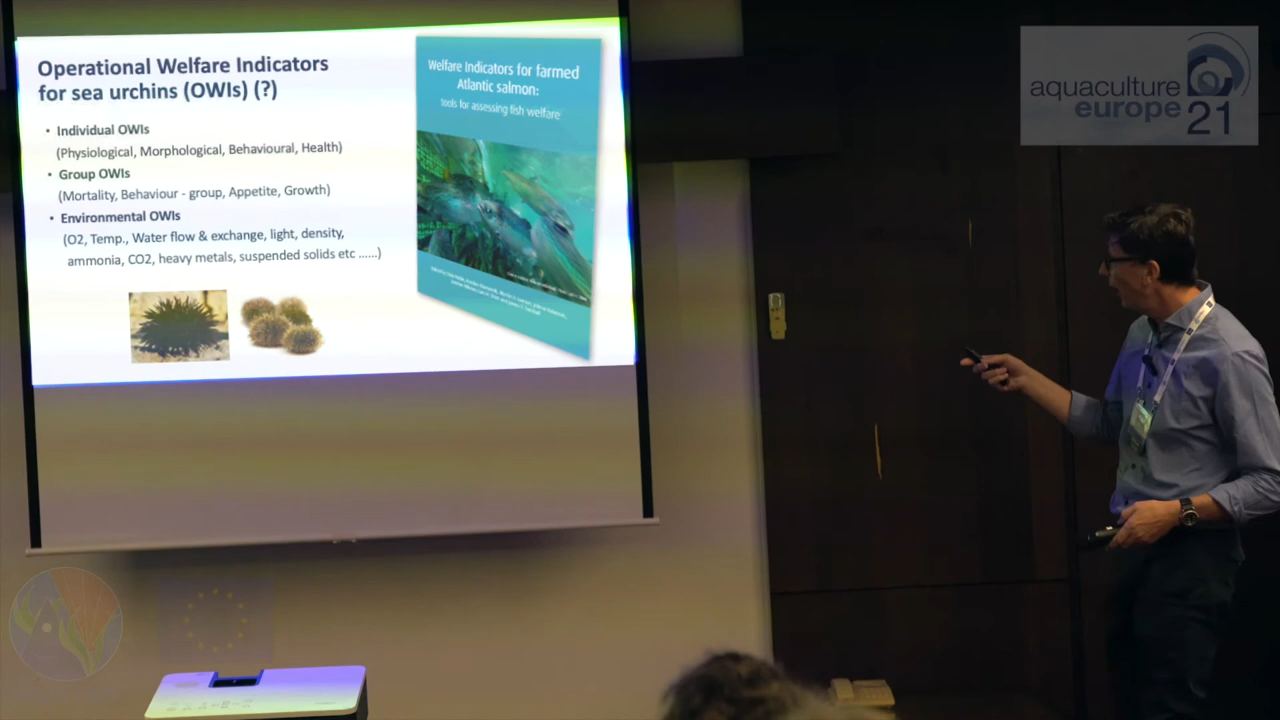 Operational Welfare Indicators
for sea urchins (OWIs) (?)
• Individual OWIs
(Physiological, Morphological, Behavioural, Health)
• Group OWIs
(Mortality, Behaviour - group, Appetite, Growth)
• Environmental OWIs
(O2, Temp., Water flow & exchange, light, density,
ammonia, CO2, heavy metals, suspended solids etc ......)
Welfare Indicators for farmed
Atlantic salmon:
tools for assessing fish welfare
aquaculture
europe
21